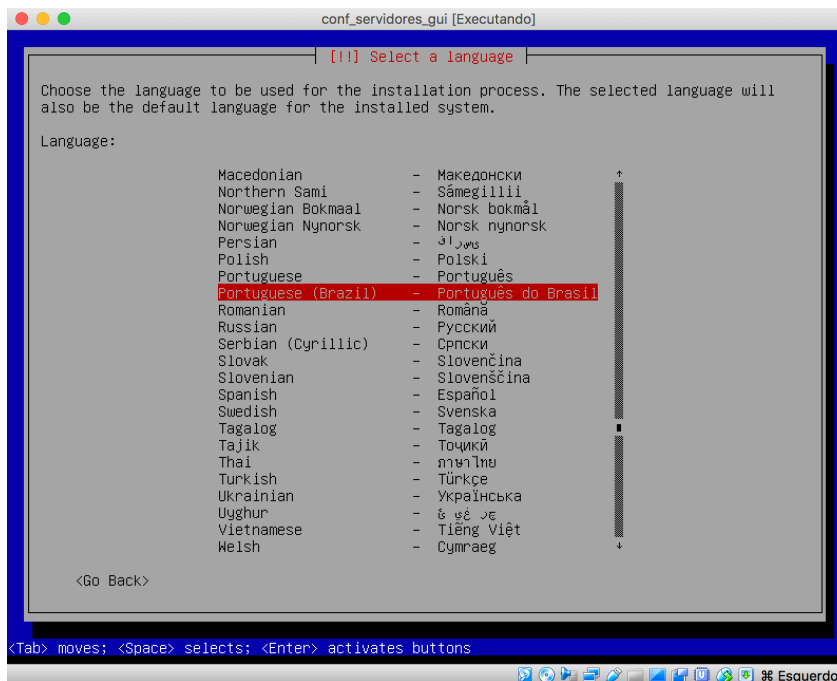 conf_servidores_gui [Executando]
[!!] Select a language
Choose the language to be used for the installation process. The selected language will
also be the default language for the installed system.
Language:
Macedonian - Македонски
Northern Sami - Sámegillii
Norwegian Bokmaal - Norsk bokmål
Norwegian Nynorsk - Norsk nynorsk
Persian -
Polish - Polski
Portuguese - Português
Portuguese (Brazil) - Português do Brasil
Romanian - Română
Russian - Русский
Serbian (Cyrillic) - Српски
Slovak - Slovenčina
Slovenian - Slovenščina
Spanish - Español
Swedish - Svenska
Tagalog - Tagalog
Tajik - Тоҷикӣ
Thai - ภาษาไทย
Turkish - Türkçe
Ukrainian - Українська
Uyghur -
Vietnamese - Tiếng Việt
Welsh - Cymraeg
<Go Back>
<Tab> moves; <Space> selects; <Enter> activates buttons
⌘ Esquerdo